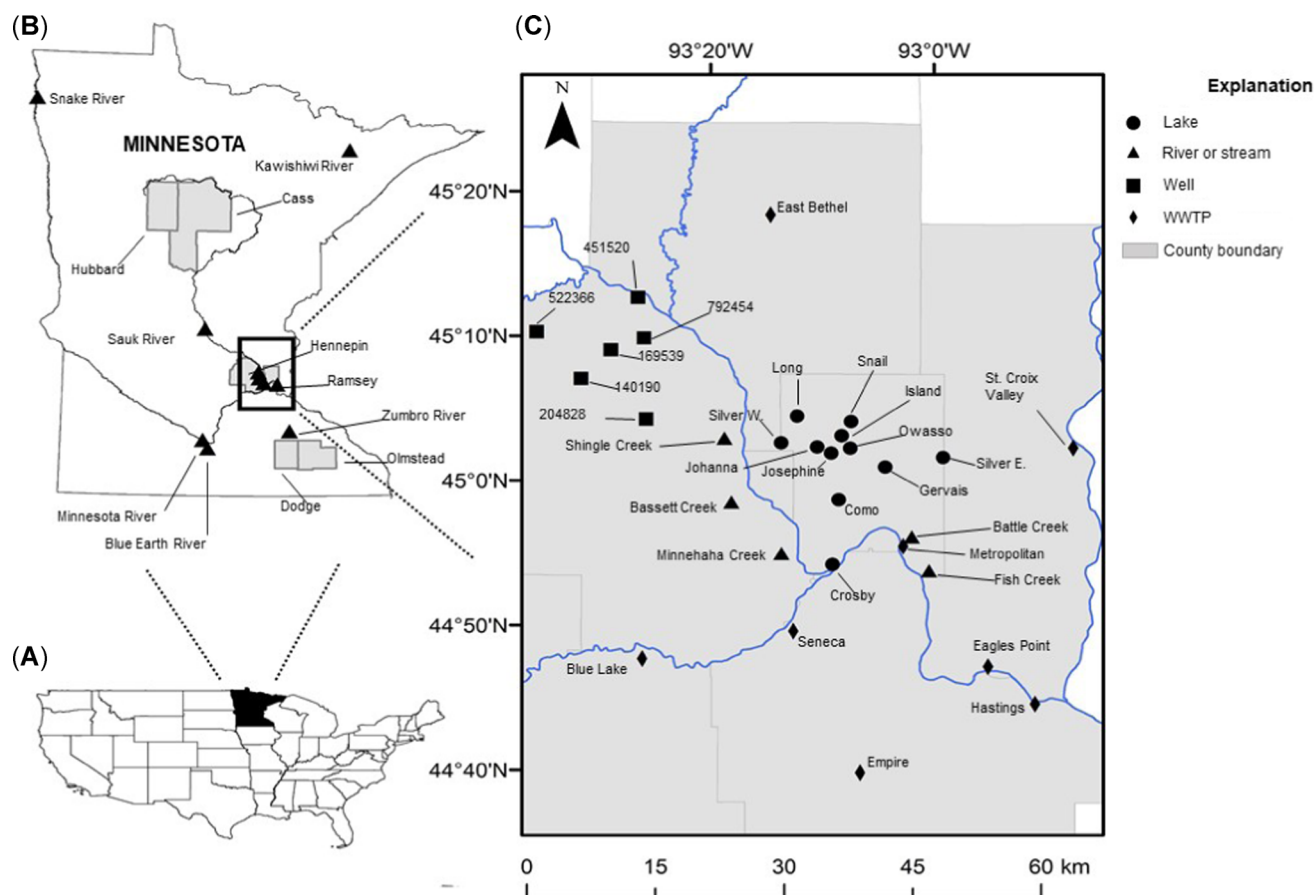 (B)
Snake River
MINNESOTA
Kawishiwi River
Cass
Hubbard
Sauk River
Hennepin
Ramsey
Zumbro River
Olmstead
Dodge
Minnesota River
Blue Earth River
(A)
(C)
93°20'W
93°0'W
N
45°20'N
45°10'N
45°0'N
44°50'N
44°40'N
East Bethel
451520
522366
792454
169539
140190
204828
Long
Snail
Island
St. Croix
Valley
Silver W.
Owasso
Shingle Creek
Johanna
Josephine
Silver E.
Gervais
Bassett Creek
Como
Battle Creek
Minnehaha Creek
Metropolitan
Fish Creek
Crosby
Seneca
Blue Lake
Eagles Point
Hastings
Empire
0 15 30 45 60 km
Explanation
Lake
River or stream
Well
WWTP
County boundary